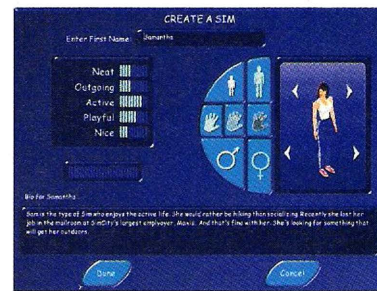 CREATE A SIM
Enter First Name: Samantha
Neat
Outgoing
Active
Playful
Nice
Bio for Samantha
Sam is the type of Sim who enjoys the active life. She would rather be hiking than socializing Recently she lost her
job in the mailroom at SimCity's largest employer, Maxis. And that's fine with her. She's looking for something that
will get her outdoors.
Done
Cancel